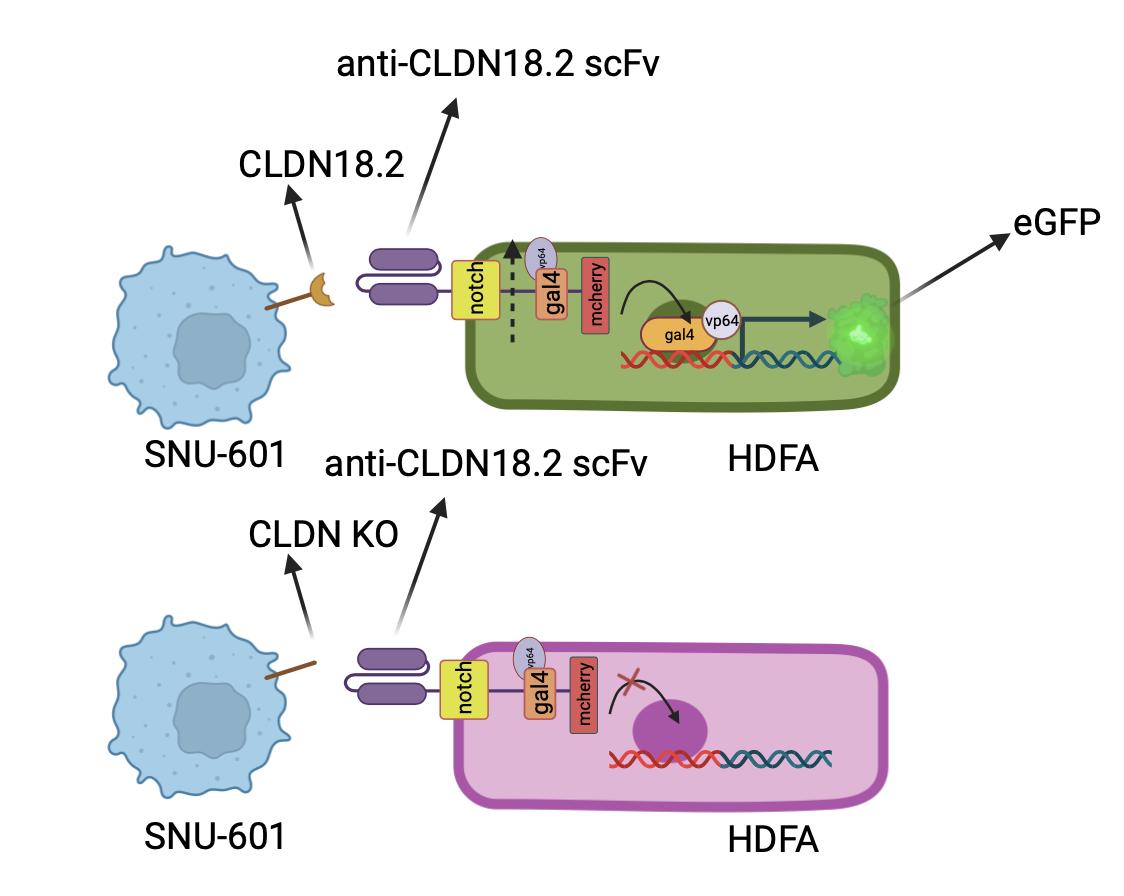 anti-CLDN18.2 scFv
CLDN18.2
eGFP
notch
vp64
gal4
mcherry
gal4
vp64
SNU-601
HDFA
anti-CLDN18.2 scFv
CLDN KO
notch
vp64
gal4
mcherry
SNU-601
HDFA